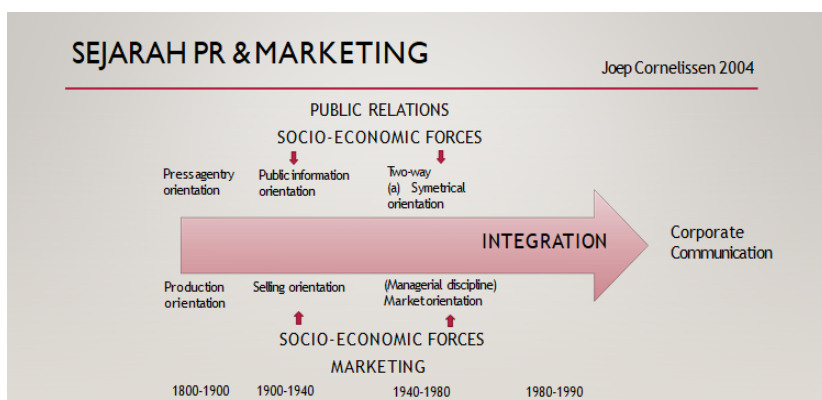 SEJARAH PR & MARKETING
Joep Cornelissen 2004
PUBLIC RELATIONS
SOCIO-ECONOMIC FORCES
Press agentry
orientation
Public information
orientation
Two-way
(a) Symetrical
orientation
INTEGRATION
Corporate
Communication
Production
orientation
Selling orientation
(Managerial discipline)
Market orientation
SOCIO-ECONOMIC FORCES
MARKETING
1800-1900
1900-1940
1940-1980
1980-1990